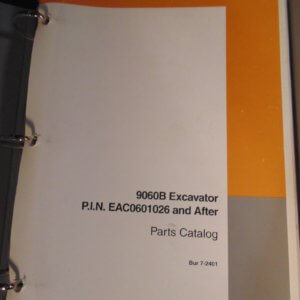 9060B Excavator
P.I.N. EAC0601026 and After
Parts Catalog
Bur 7-2401